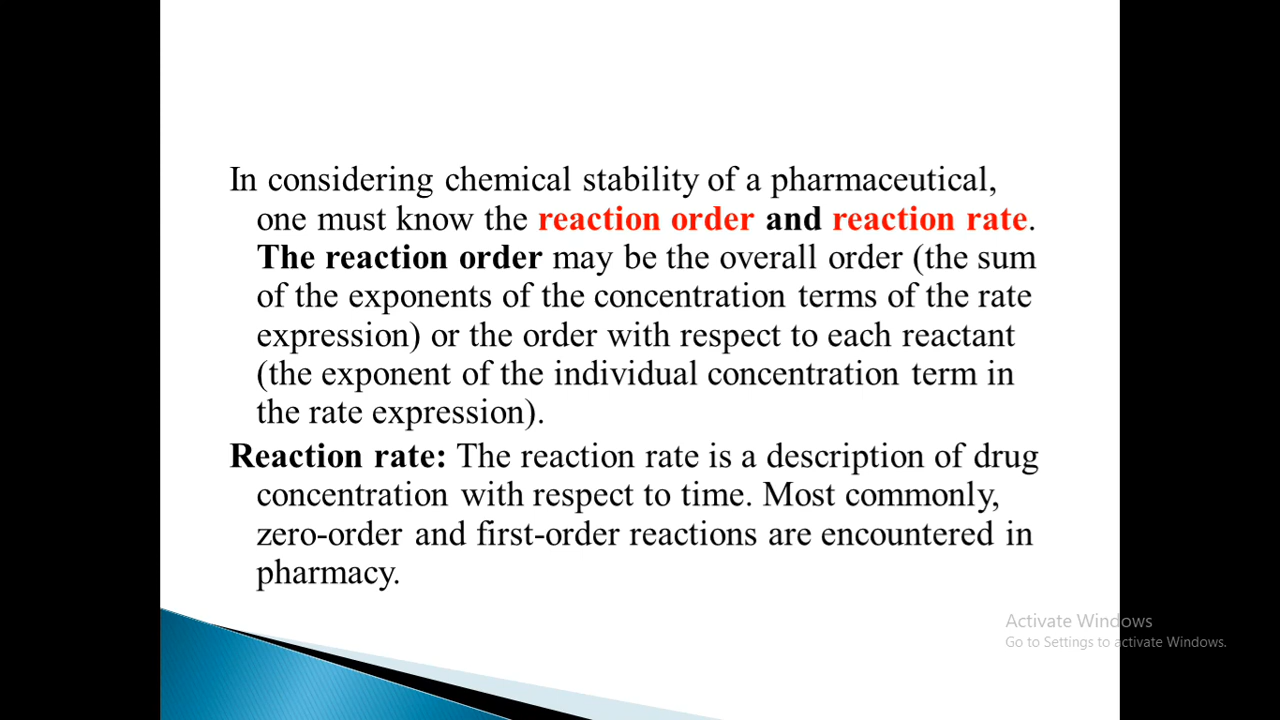 In considering chemical stability of a pharmaceutical,
one must know the reaction order and reaction rate.
The reaction order may be the overall order (the sum
of the exponents of the concentration terms of the rate
expression) or the order with respect to each reactant
(the exponent of the individual concentration term in
the rate expression).
Reaction rate: The reaction rate is a description of drug
concentration with respect to time. Most commonly,
zero-order and first-order reactions are encountered in
pharmacy.
Activate Windows
Go to Settings to activate Windows.